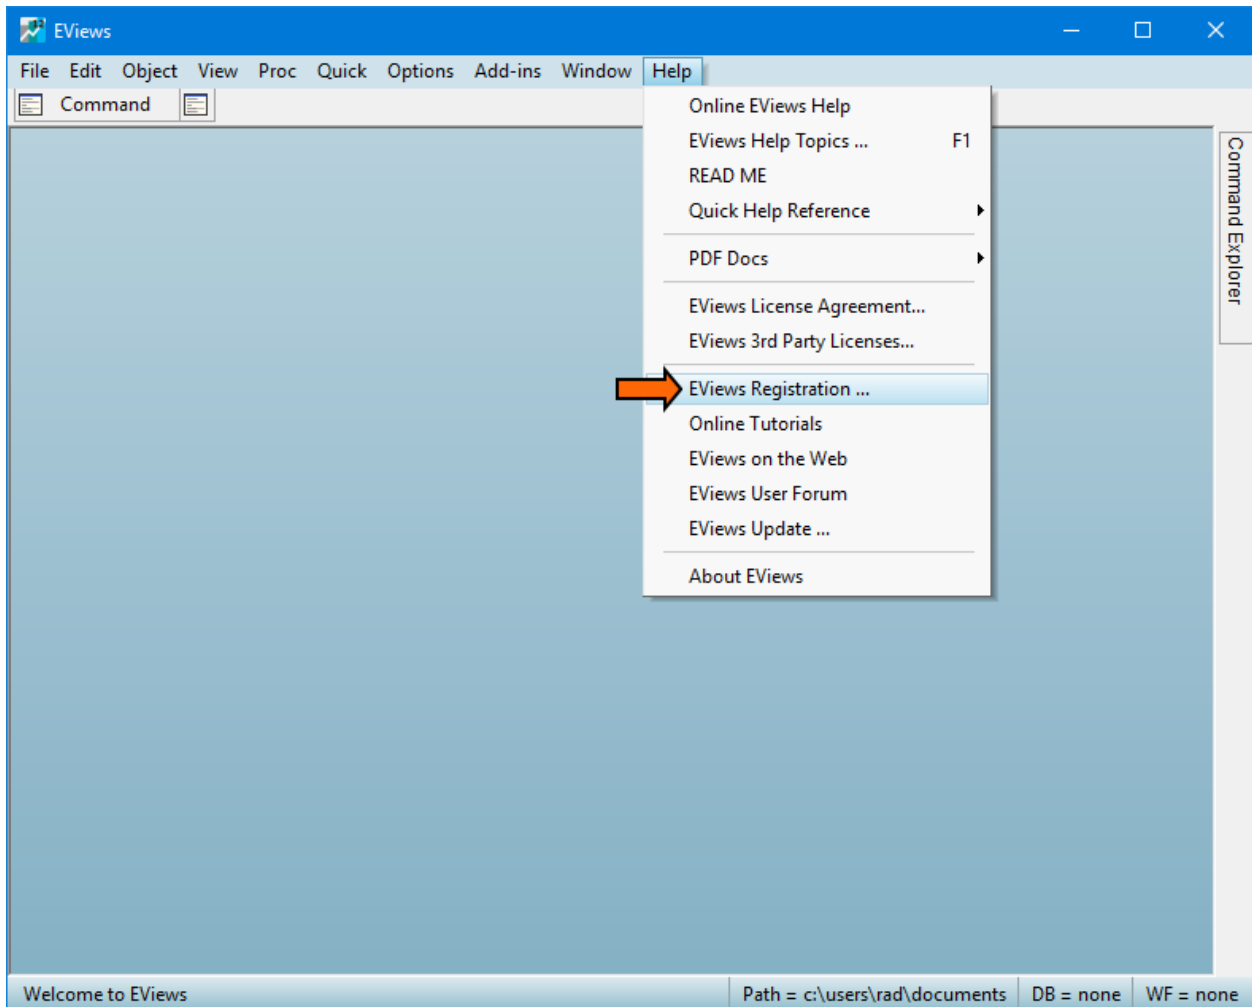 EViews
File Edit Object View Proc Quick Options Add-ins Window Help
Command
Online EViews Help
EViews Help Topics ... F1
READ ME
Quick Help Reference
PDF Docs
EViews License Agreement...
EViews 3rd Party Licenses...
EViews Registration ...
Online Tutorials
EViews on the Web
EViews User Forum
EViews Update ...
About EViews
Command Explorer
Welcome to EViews Path = c:\users\rad\documents DB = none WF = none